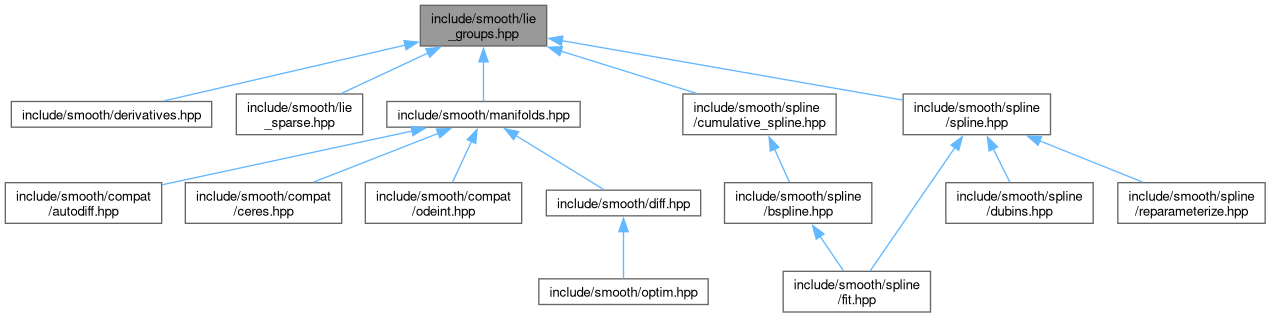 include/smooth/lie
_groups.hpp
include/smooth/derivatives.hpp
include/smooth/lie
_sparse.hpp
include/smooth/manifolds.hpp
include/smooth/spline
/cumulative_spline.hpp
include/smooth/spline
/spline.hpp
include/smooth/compat
/autodiff.hpp
include/smooth/compat
/ceres.hpp
include/smooth/compat
/odeint.hpp
include/smooth/diff.hpp
include/smooth/spline
/bspline.hpp
include/smooth/spline
/dubins.hpp
include/smooth/spline
/reparameterize.hpp
include/smooth/optim.hpp
include/smooth/spline
/fit.hpp